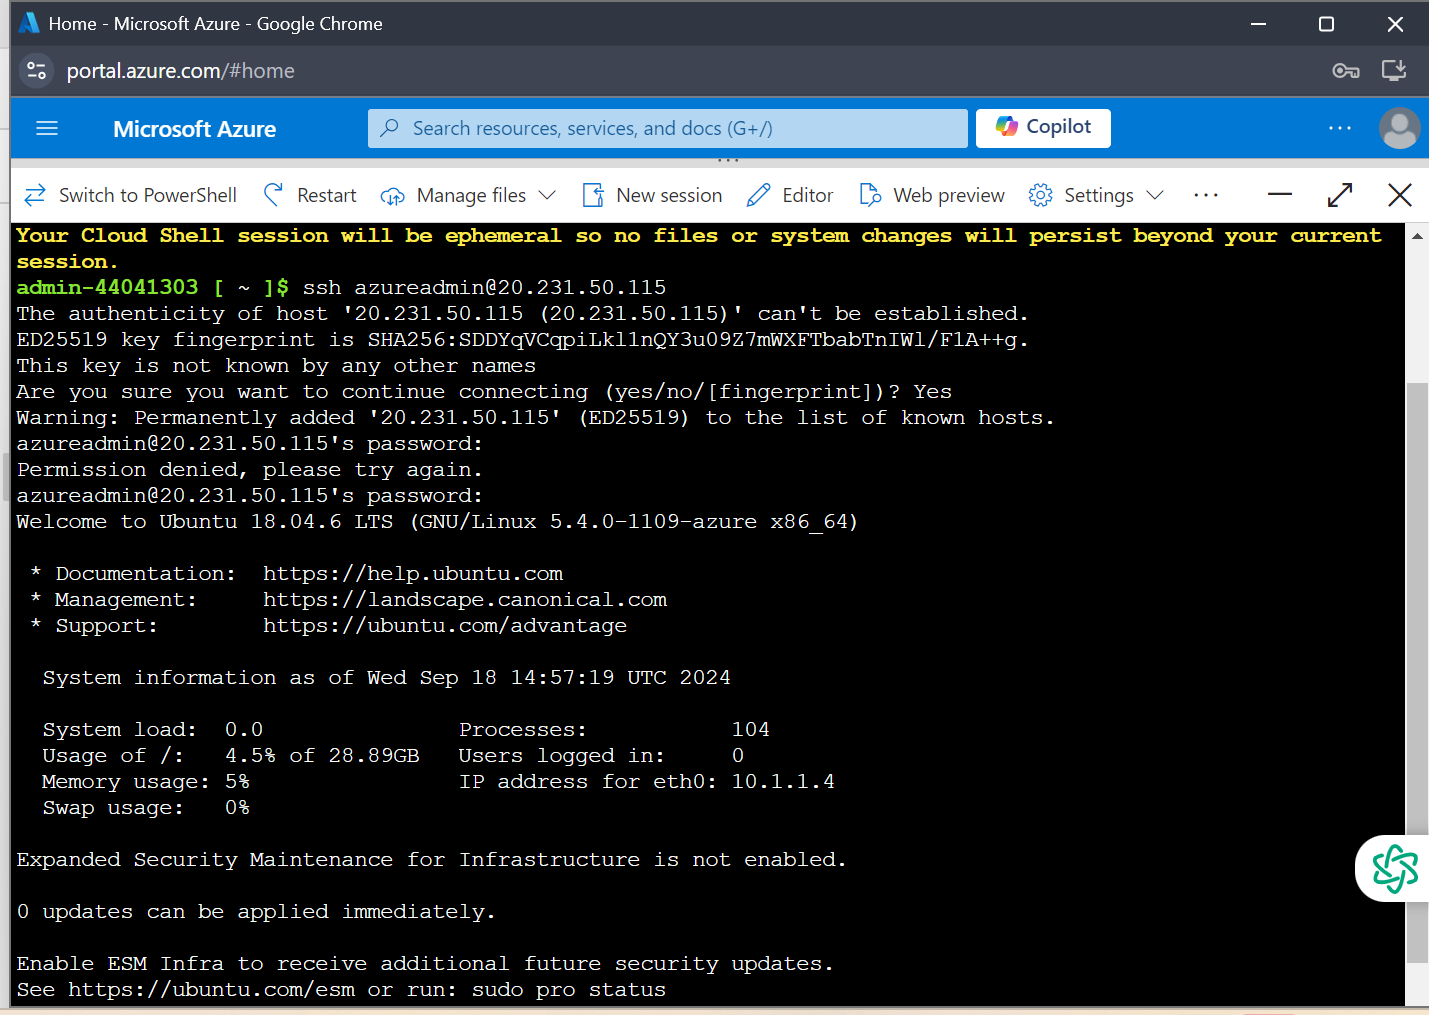 Home - Microsoft Azure - Google Chrome
portal.azure.com/#home
Microsoft Azure
Search resources, services, and docs (G+/)
Copilot
Switch to PowerShell
Restart
Manage files
New session
Editor
Web preview
Settings
Your Cloud Shell session will be ephemeral so no files or system changes will persist beyond your current
session.
admin-44041303 [ ~ ]$ ssh azureadmin@20.231.50.115
The authenticity of host '20.231.50.115 (20.231.50.115)' can't be established.
ED25519 key fingerprint is SHA256:SDDYqVCqpiLkl1nQY3u09Z7mWXFTbabTnIWl/F1A++g.
This key is not known by any other names
Are you sure you want to continue connecting (yes/no/[fingerprint])? Yes
Warning: Permanently added '20.231.50.115' (ED25519) to the list of known hosts.
azureadmin@20.231.50.115's password:
Permission denied, please try again.
azureadmin@20.231.50.115's password:
Welcome to Ubuntu 18.04.6 LTS (GNU/Linux 5.4.0-1109-azure x86_64)
* Documentation: https://help.ubuntu.com
* Management: https://landscape.canonical.com
* Support: https://ubuntu.com/advantage
System information as of Wed Sep 18 14:57:19 UTC 2024
System load: 0.0 Processes: 104
Usage of /: 4.5% of 28.89GB Users logged in: 0
Memory usage: 5% IP address for eth0: 10.1.1.4
Swap usage: 0%
Expanded Security Maintenance for Infrastructure is not enabled.
0 updates can be applied immediately.
Enable ESM Infra to receive additional future security updates.
See https://ubuntu.com/esm or run: sudo pro status